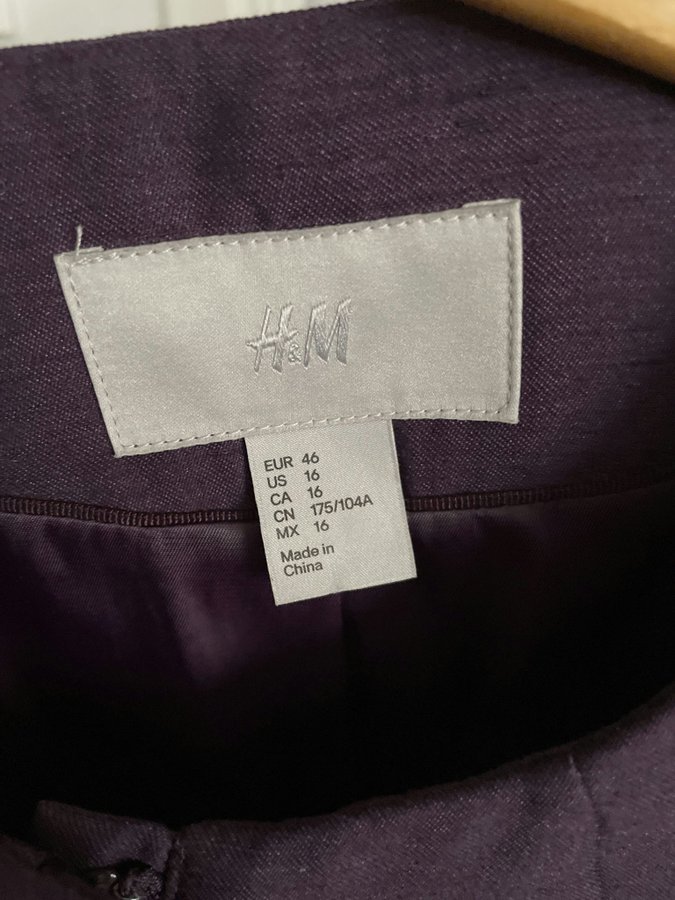 H&M
EUR 46
US 16
CA 16
CN 175/104A
MX 16
Made in
China